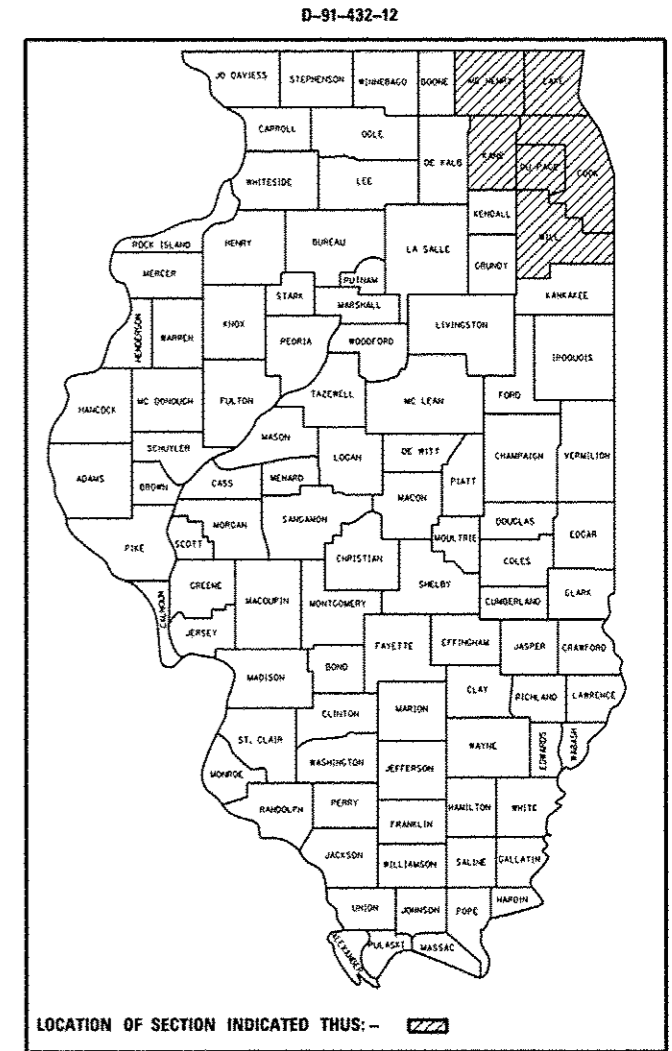 D-91-432-12
JO DAVIESS STEPHENSON WINNEBAGO BOONE MC HENRY LAKE
CARROLL OGLE DE KALB KANE DU PAGE COOK
WHITESIDE LEE
KENDALL WILL
ROCK ISLAND HENRY BUREAU LA SALLE GRUNDY
MERCER PUTNAM KANKAKEE
STARK MARSHALL
HENDERSON WARREN KNOX PEORIA WOODFORD LIVINGSTON IROQUOIS
HANCOCK MC DONOUGH FULTON TAZEWELL MC LEAN FORD
MASON
SCHUYLER LOGAN DE WITT CHAMPAIGN VERMILION
ADAMS BROWN CASS MENARD MACON PIATT
MORGAN SANGAMON DOUGLAS EDGAR
PIKE SCOTT CHRISTIAN MOULTRIE COLES
GREENE MACOUPIN MONTGOMERY SHELBY CUMBERLAND CLARK
CALHOUN JERSEY
FAYETTE EFFINGHAM JASPER CRAWFORD
MADISON BOND
CLAY RICHLAND LAWRENCE
CLINTON MARION
ST. CLAIR WAYNE EDWARDS WABASH
MONROE WASHINGTON JEFFERSON
RANDOLPH PERRY HAMILTON WHITE
FRANKLIN
JACKSON WILLIAMSON SALINE GALLATIN
UNION JOHNSON POPE HARDIN
ALEXANDER PULASKI MASSAC
LOCATION OF SECTION INDICATED THUS: –